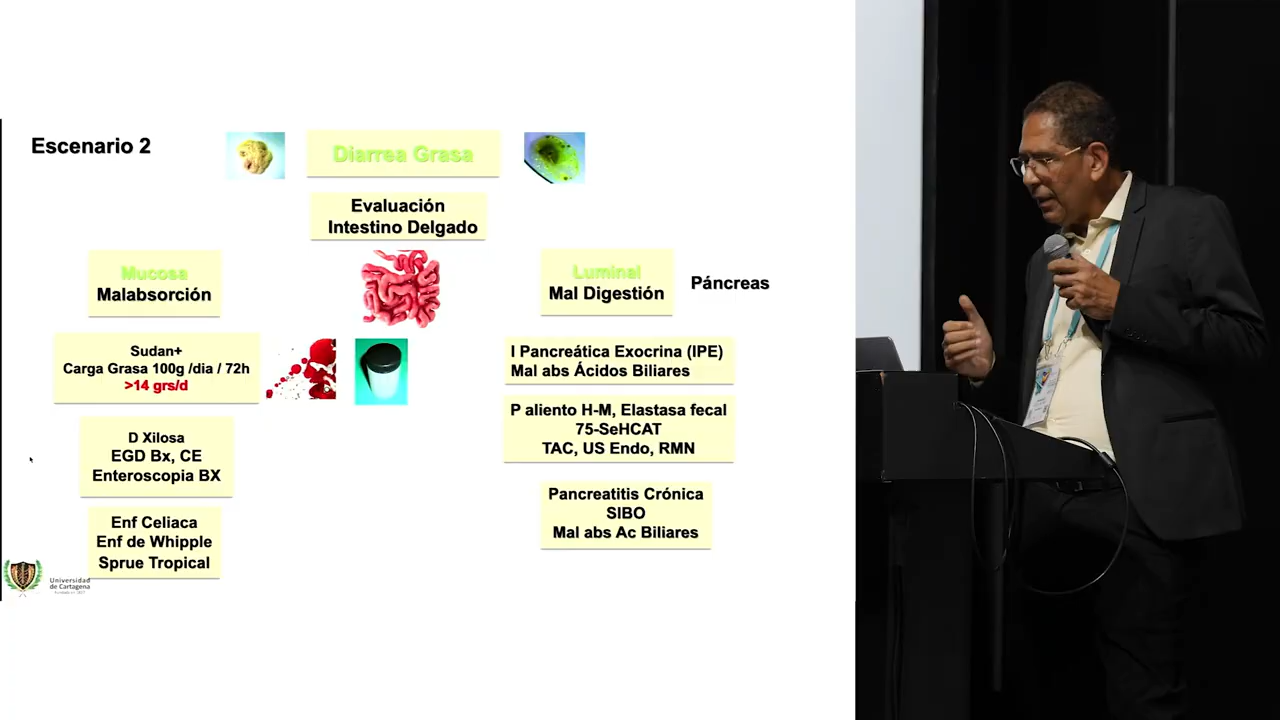 Escenario 2
Diarrea Grasa
Evaluación
Intestino Delgado
Mucosa
Malabsorción
Luminal
Mal Digestión
Páncreas
Sudan+
Carga Grasa 100g /dia / 72h
>14 grs/d
I Pancreática Exocrina (IPE)
Mal abs Ácidos Biliares
P aliento H-M, Elastasa fecal
75-SeHCAT
TAC, US Endo, RMN
D Xilosa
EGD Bx, CE
Enteroscopia BX
Pancreatitis Crónica
SIBO
Mal abs Ac Biliares
Enf Celiaca
Enf de Whipple
Sprue Tropical
Universidad
de Cartagena